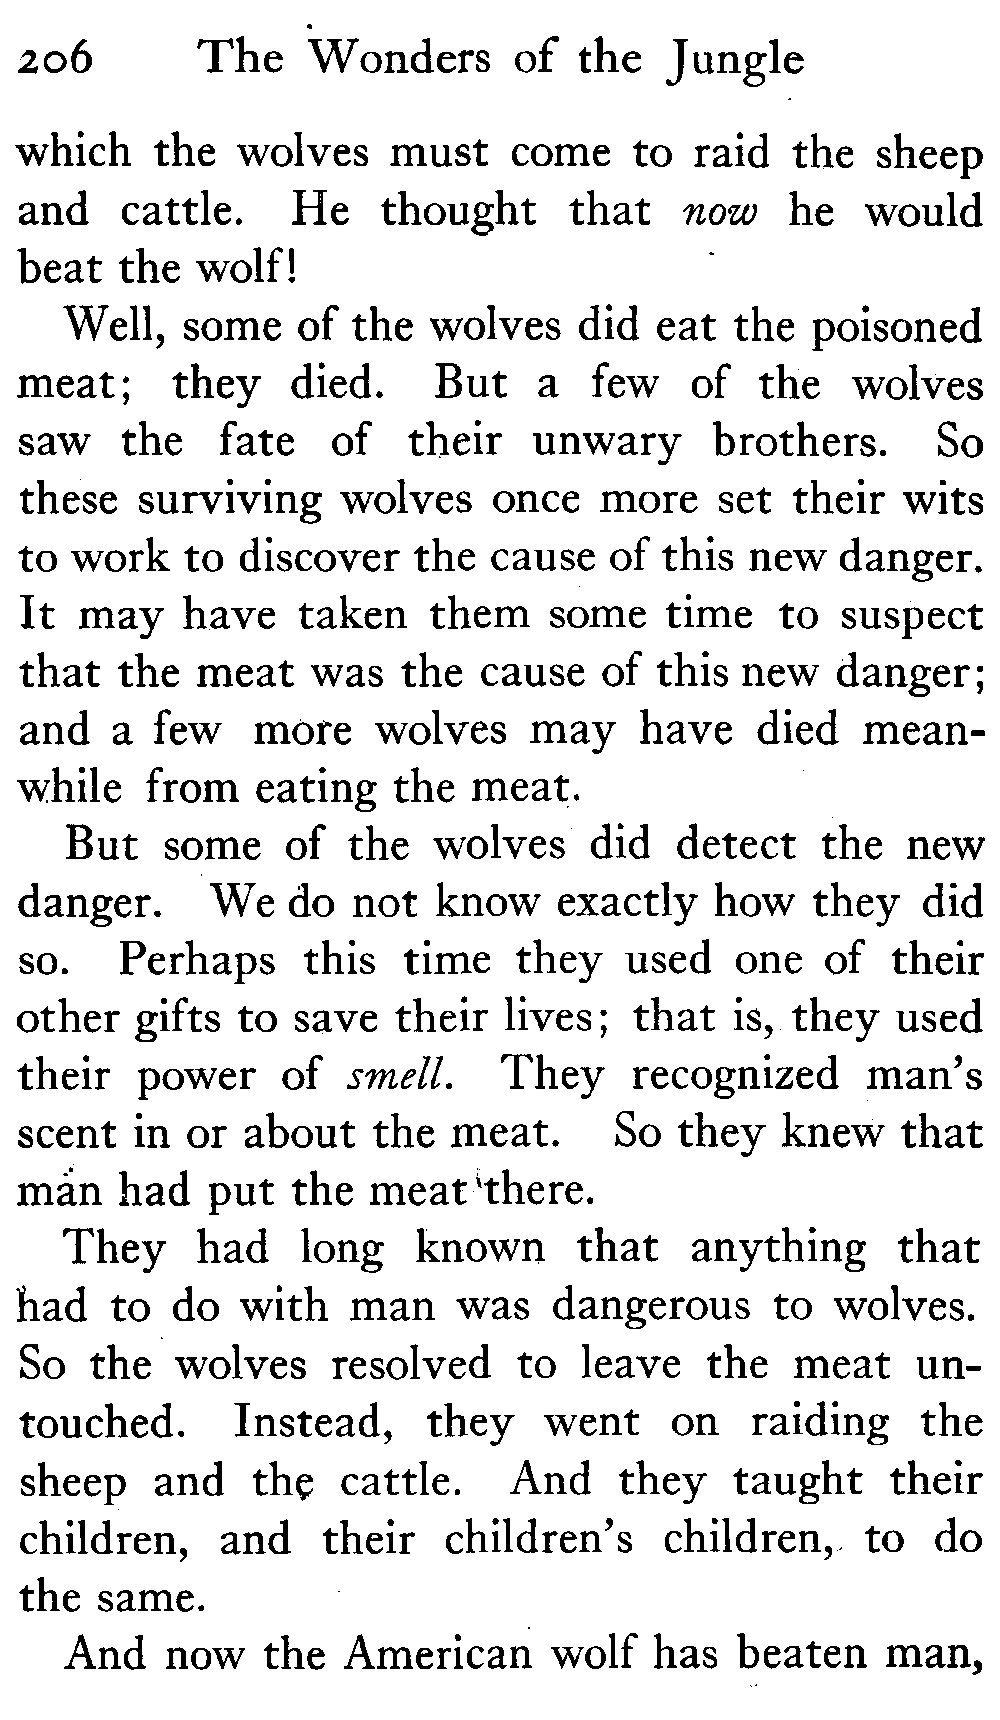 206 The Wonders of the Jungle
which the wolves must come to raid the sheep
and cattle. He thought that now he would
beat the wolf!
Well, some of the wolves did eat the poisoned
meat; they died. But a few of the wolves
saw the fate of their unwary brothers. So
these surviving wolves once more set their wits
to work to discover the cause of this new danger.
It may have taken them some time to suspect
that the meat was the cause of this new danger;
and a few more wolves may have died mean-
while from eating the meat.
But some of the wolves did detect the new
danger. We do not know exactly how they did
so. Perhaps this time they used one of their
other gifts to save their lives; that is, they used
their power of smell. They recognized man's
scent in or about the meat. So they knew that
man had put the meat there.
They had long known that anything that
had to do with man was dangerous to wolves.
So the wolves resolved to leave the meat un-
touched. Instead, they went on raiding the
sheep and the cattle. And they taught their
children, and their children's children, to do
the same.
And now the American wolf has beaten man,